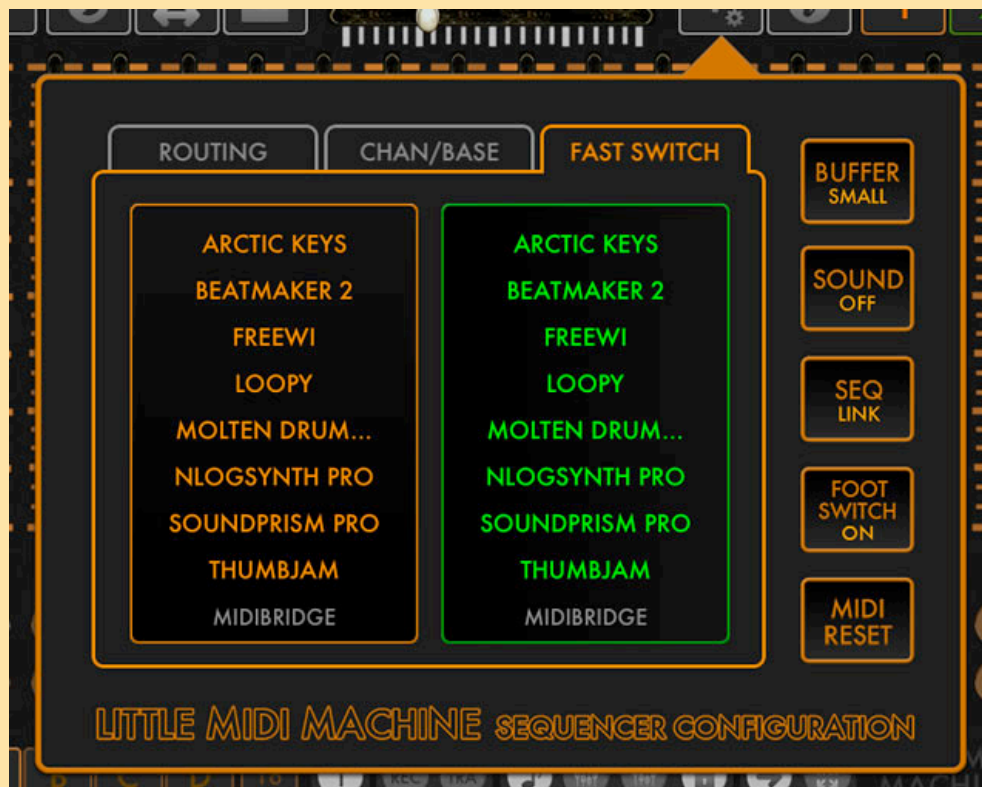 ROUTING
CHAN/BASE
FAST SWITCH
ARCTIC KEYS
BEATMAKER 2
FREEWI
LOOPY
MOLTEN DRUM...
NLOGSYNTH PRO
SOUNDPRISM PRO
THUMBJAM
MIDIBRIDGE
ARCTIC KEYS
BEATMAKER 2
FREEWI
LOOPY
MOLTEN DRUM...
NLOGSYNTH PRO
SOUNDPRISM PRO
THUMBJAM
MIDIBRIDGE
BUFFER
SMALL
SOUND
OFF
SEQ
LINK
FOOT
SWITCH
ON
MIDI
RESET
LITTLE MIDI MACHINE SEQUENCER CONFIGURATION
B C D